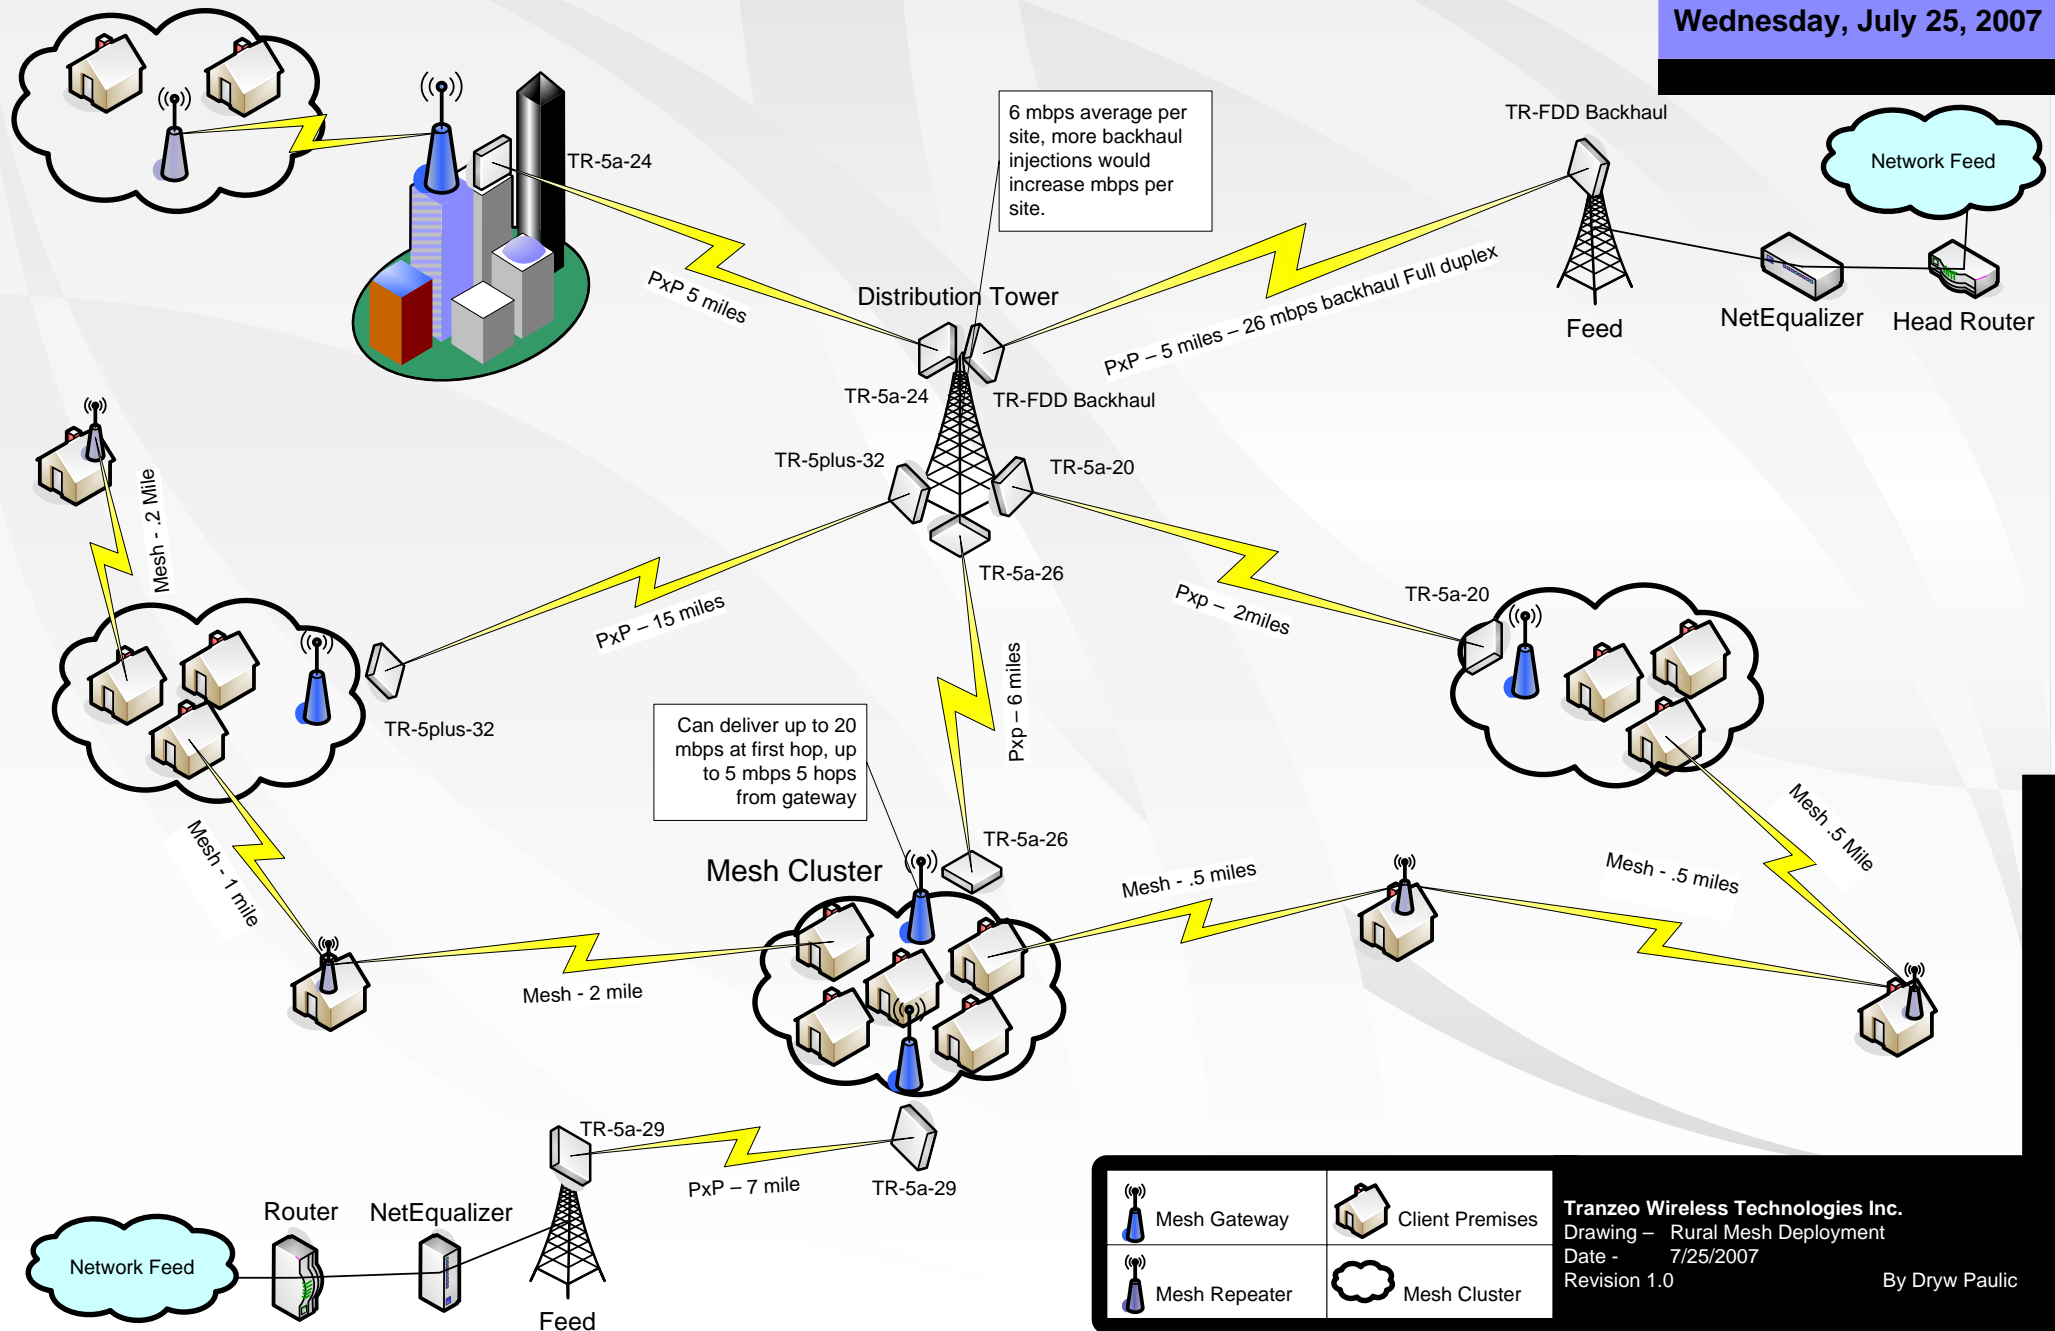 Wednesday, July 25, 2007
TR-FDD Backhaul
Network Feed
6 mbps average per
site, more backhaul
injections would
increase mbps per
site.
TR-5a-24
PxP 5 miles
Distribution Tower
PxP – 5 miles – 26 mbps backhaul Full duplex
Feed
NetEqualizer
Head Router
TR-5a-24
TR-FDD Backhaul
TR-5plus-32
TR-5a-20
Mesh - .2 Mile
TR-5a-26
PxP – 15 miles
Pxp – 2miles
TR-5a-20
TR-5plus-32
Pxp – 6 miles
Can deliver up to 20
mbps at first hop, up
to 5 mbps 5 hops
from gateway
Mesh - 1 mile
TR-5a-26
Mesh Cluster
Mesh - .5 miles
Mesh - .5 miles
Mesh .5 Mile
Mesh - 2 mile
TR-5a-29
PxP – 7 mile
TR-5a-29
Router
NetEqualizer
Network Feed
Feed
Mesh Gateway
Client Premises
Mesh Repeater
Mesh Cluster
Tranzeo Wireless Technologies Inc.
Drawing – Rural Mesh Deployment
Date - 7/25/2007
Revision 1.0 By Dryw Paulic